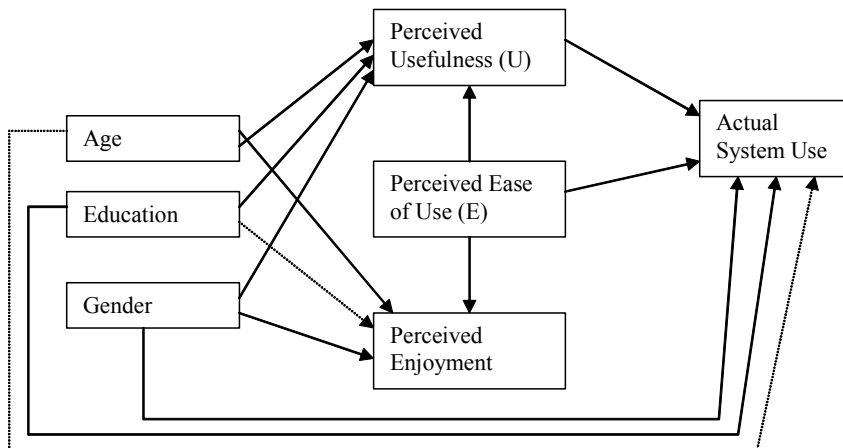 Perceived
Usefulness (U)
Age
Actual
System Use
Education
Perceived Ease
of Use (E)
Gender
Perceived
Enjoyment